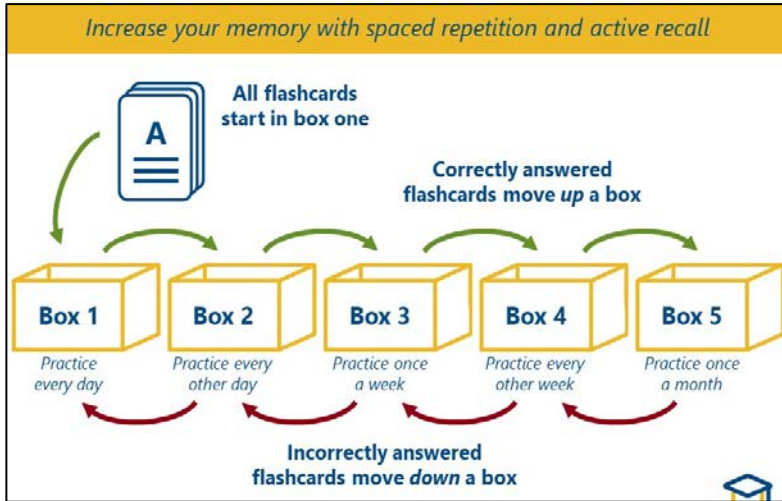 Increase your memory with spaced repetition and active recall
All flashcards
start in box one
A
Correctly answered
flashcards move up a box
Box 1
Box 2
Box 3
Box 4
Box 5
Practice
every day
Practice every
other day
Practice once
a week
Practice every
other week
Practice once
a month
Incorrectly answered
flashcards move down a box